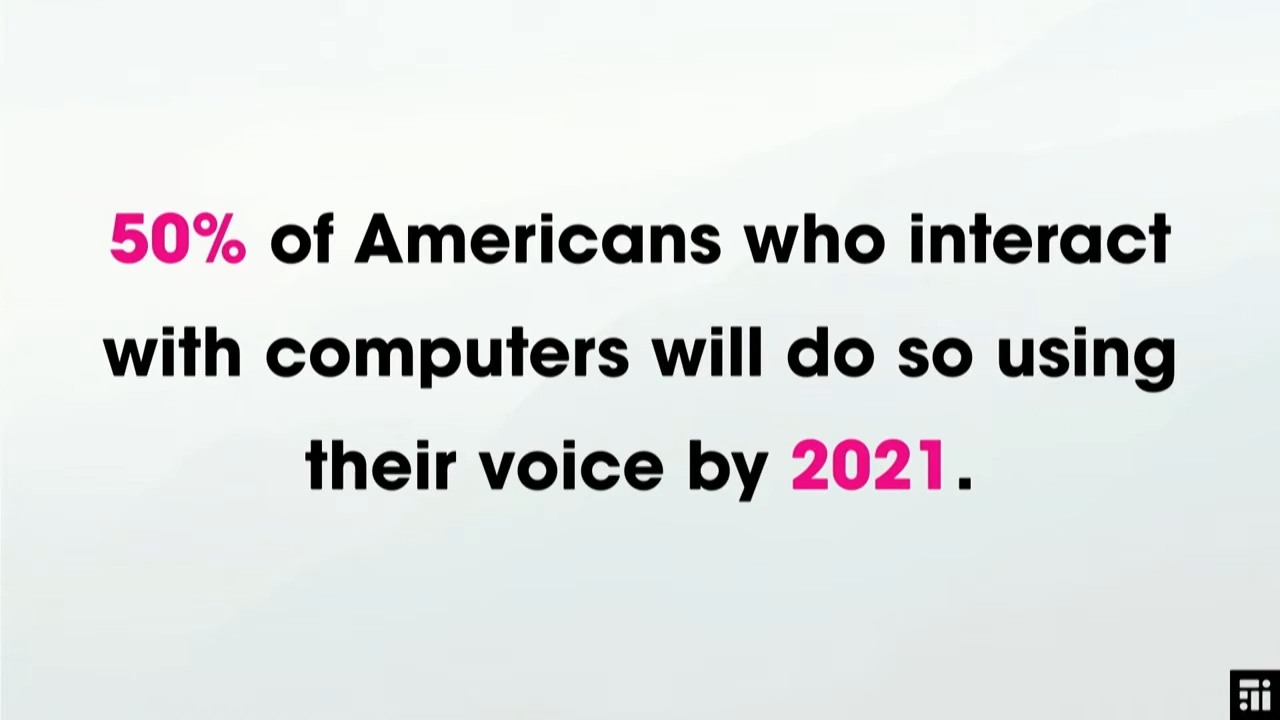 50% of Americans who interact
with computers will do so using
their voice by 2021.